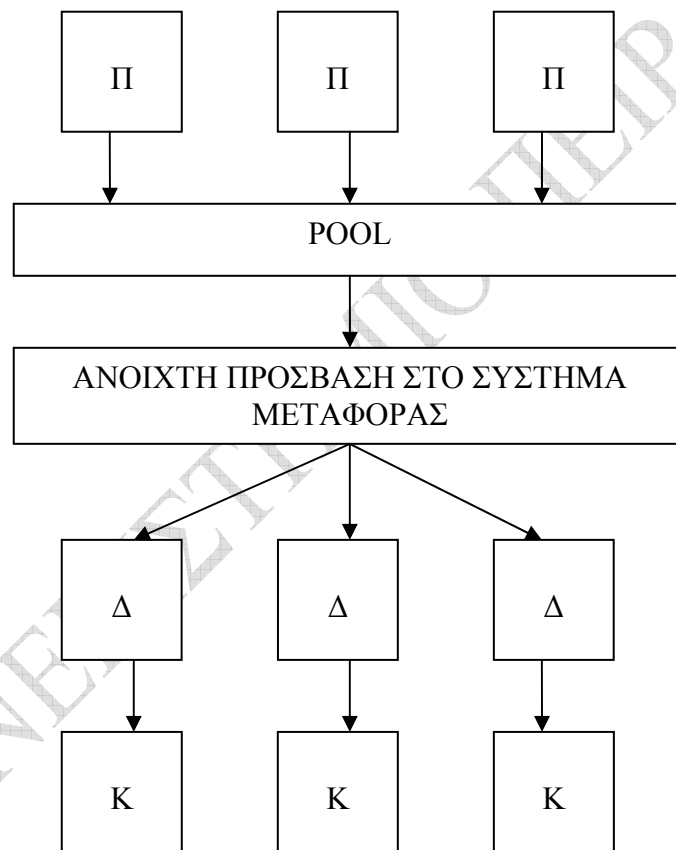 Π Π Π
POOL
ΑΝΟΙΧΤΗ ΠΡΟΣΒΑΣΗ ΣΤΟ ΣΥΣΤΗΜΑ
ΜΕΤΑΦΟΡΑΣ
Δ Δ Δ
Κ Κ Κ